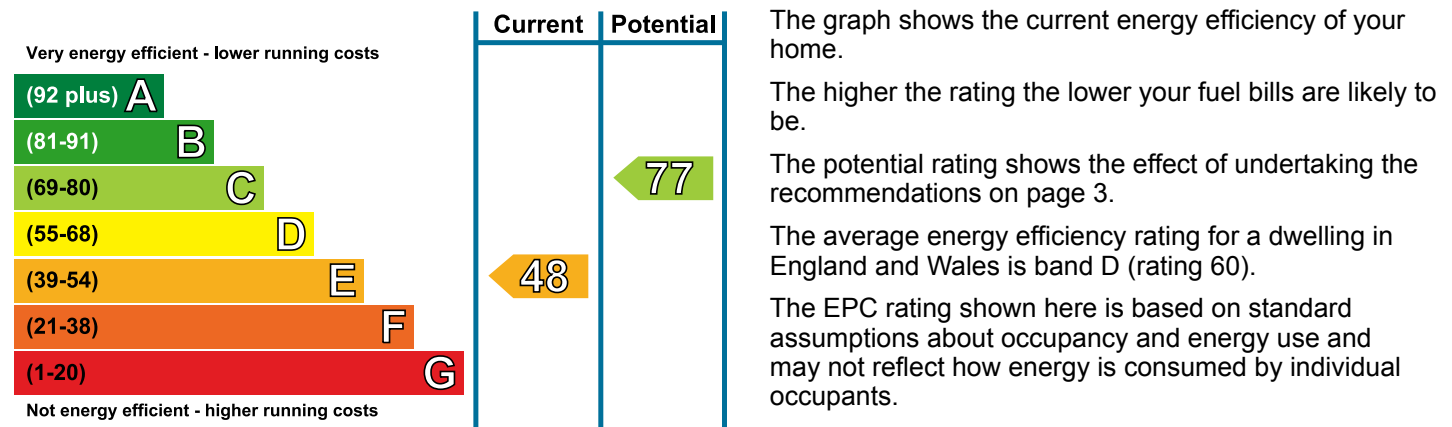 Current Potential
Very energy efficient - lower running costs
(92 plus) A
(81-91) B
(69-80) C
77
(55-68) D
(39-54) E
48
(21-38) F
(1-20) G
Not energy efficient - higher running costs
The graph shows the current energy efficiency of your
home.
The higher the rating the lower your fuel bills are likely to
be.
The potential rating shows the effect of undertaking the
recommendations on page 3.
The average energy efficiency rating for a dwelling in
England and Wales is band D (rating 60).
The EPC rating shown here is based on standard
assumptions about occupancy and energy use and
may not reflect how energy is consumed by individual
occupants.